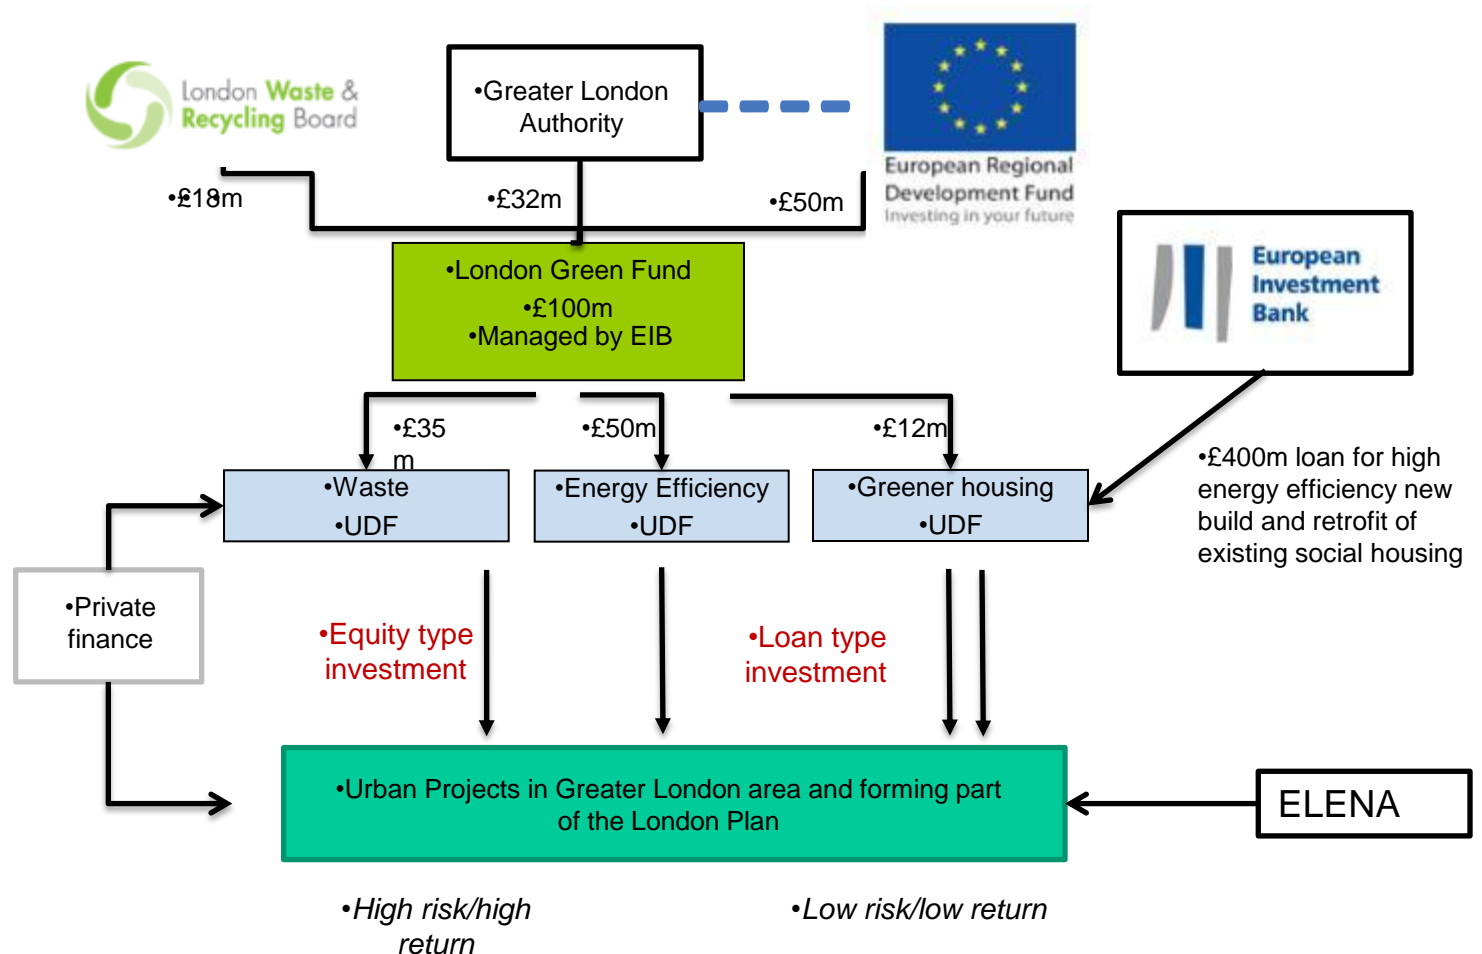 London Waste &
Recycling Board
•Greater London
Authority
European Regional
Development Fund
Investing in your future
•£18m
•£32m
•£50m
•London Green Fund
•£100m
•Managed by EIB
European
Investment
Bank
•£35
m
•£50m
•£12m
•£400m loan for high
energy efficiency new
build and retrofit of
existing social housing
•Waste
•UDF
•Energy Efficiency
•UDF
•Greener housing
•UDF
•Private
finance
•Equity type
investment
•Loan type
investment
•Urban Projects in Greater London area and forming part
of the London Plan
ELENA
•High risk/high
return
•Low risk/low return